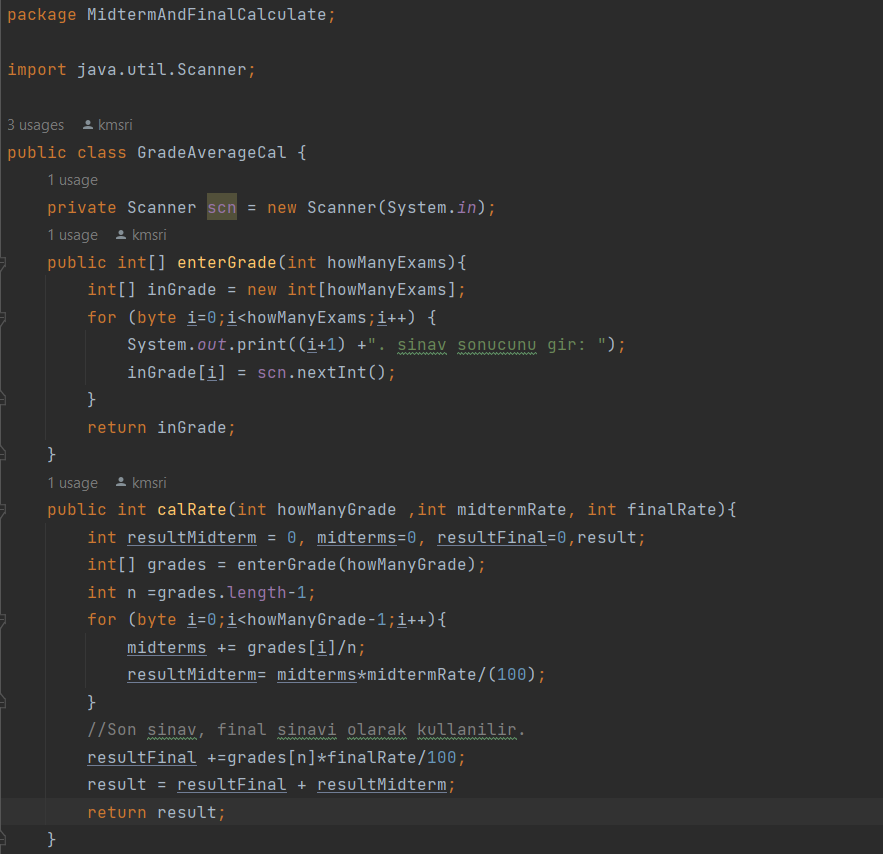 package MidtermAndFinalCalculate;
import java.util.Scanner;
3 usages kmsri
public class GradeAverageCal {
1 usage
private Scanner scn = new Scanner(System.in);
1 usage kmsri
public int[] enterGrade(int howManyExams){
int[] inGrade = new int[howManyExams];
for (byte i=0;i<howManyExams;i++) {
System.out.print((i+1) +". sinav sonucunu gir: ");
inGrade[i] = scn.nextInt();
}
return inGrade;
}
1 usage kmsri
public int calRate(int howManyGrade ,int midtermRate, int finalRate){
int resultMidterm = 0, midterms=0, resultFinal=0,result;
int[] grades = enterGrade(howManyGrade);
int n =grades.length-1;
for (byte i=0;i<howManyGrade-1;i++){
midterms += grades[i]/n;
resultMidterm= midterms*midtermRate/(100);
}
//Son sinav, final sinavi olarak kullanilir.
resultFinal +=grades[n]*finalRate/100;
result = resultFinal + resultMidterm;
return result;
}